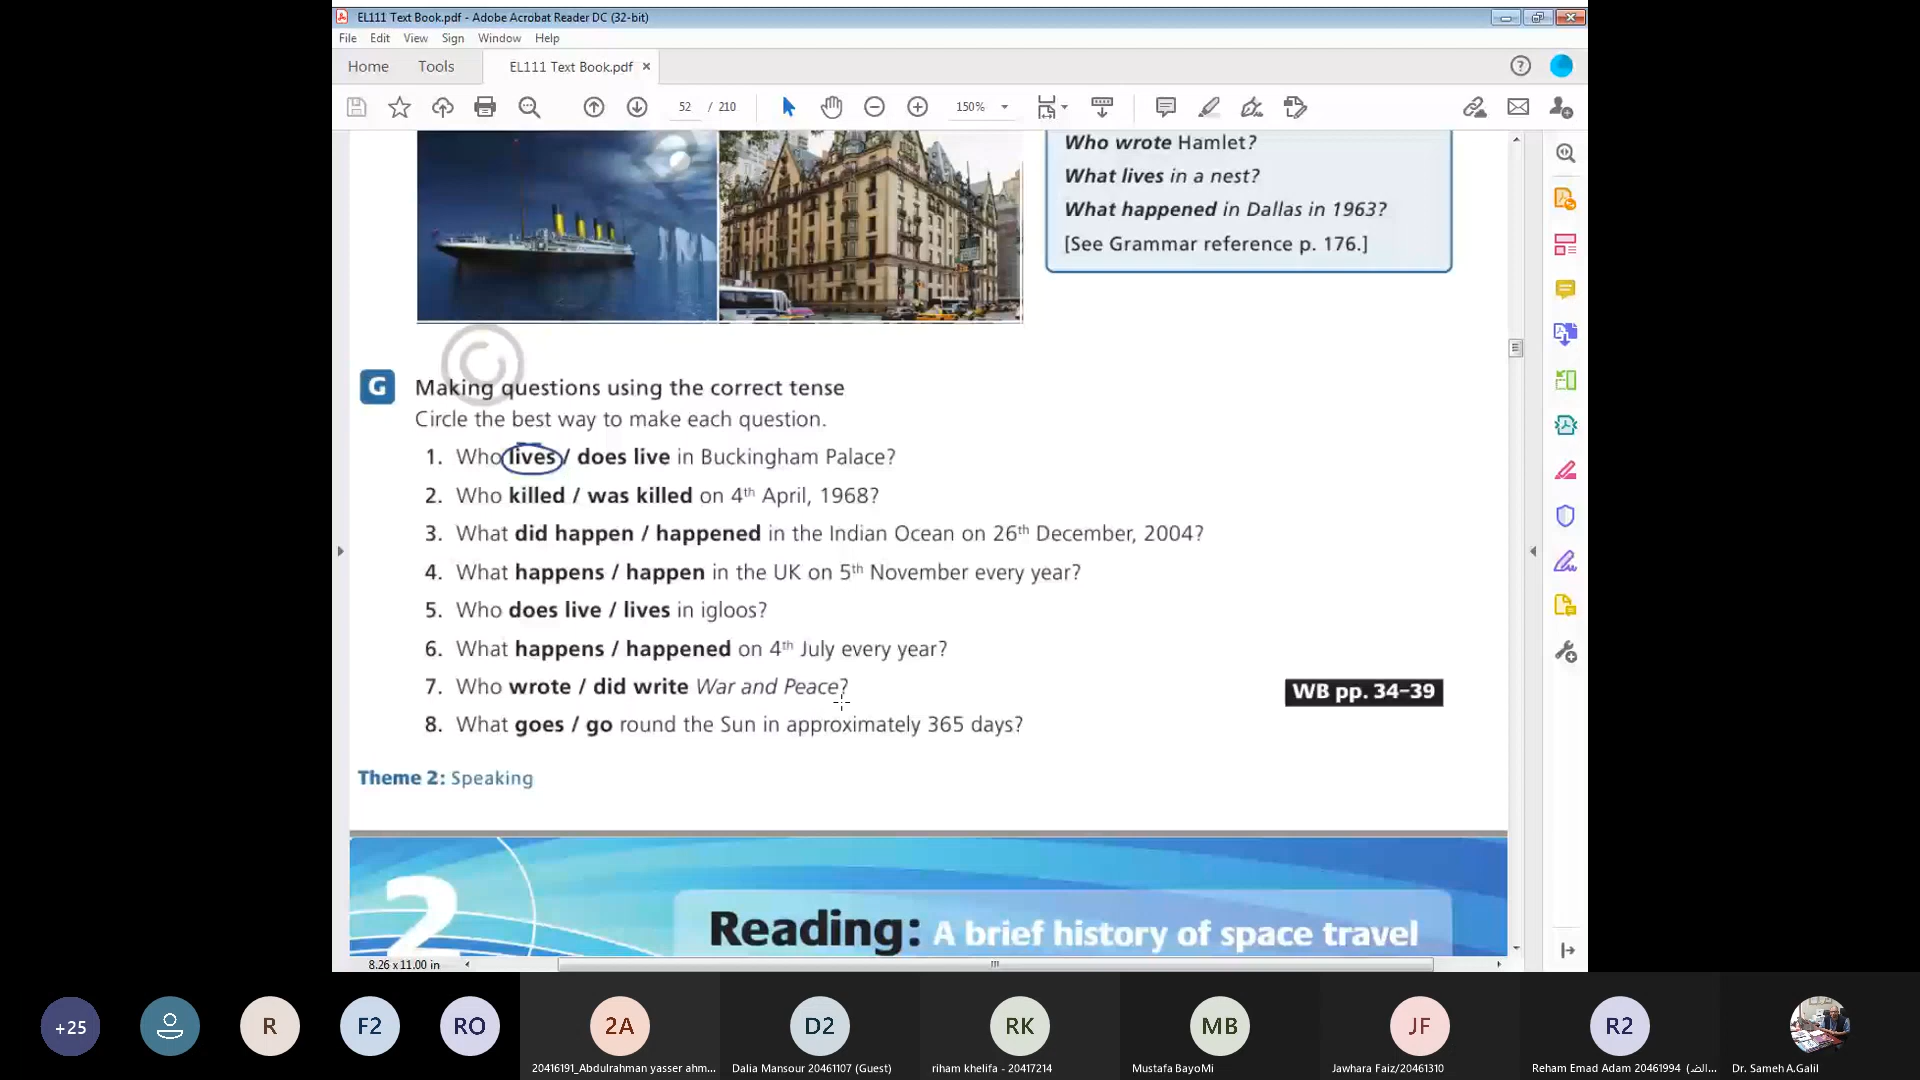 EL111 Text Book.pdf - Adobe Acrobat Reader DC (32-bit)
File Edit View Sign Window Help
Home Tools EL111 Text Book.pdf ×
52 / 210 150%
Who wrote Hamlet?
What lives in a nest?
What happened in Dallas in 1963?
[See Grammar reference p. 176.]
G Making questions using the correct tense
Circle the best way to make each question.
1. Who lives / does live in Buckingham Palace?
2. Who killed / was killed on 4th April, 1968?
3. What did happen / happened in the Indian Ocean on 26th December, 2004?
4. What happens / happen in the UK on 5th November every year?
5. Who does live / lives in igloos?
6. What happens / happened on 4th July every year?
7. Who wrote / did write War and Peace?
8. What goes / go round the Sun in approximately 365 days?
WB pp. 34–39
Theme 2: Speaking
2
Reading: A brief history of space travel
8.26 x 11.00 in
+25 R F2 RO 2A D2 RK MB JF R2
20416191_Abdulrahman yasser ahm... Dalia Mansour 20461107 (Guest) riham khelifa - 20417214 Mustafa BayoMi Jawhara Faiz/20461310 Reham Emad Adam 20461994 Dr. Sameh A.Galil